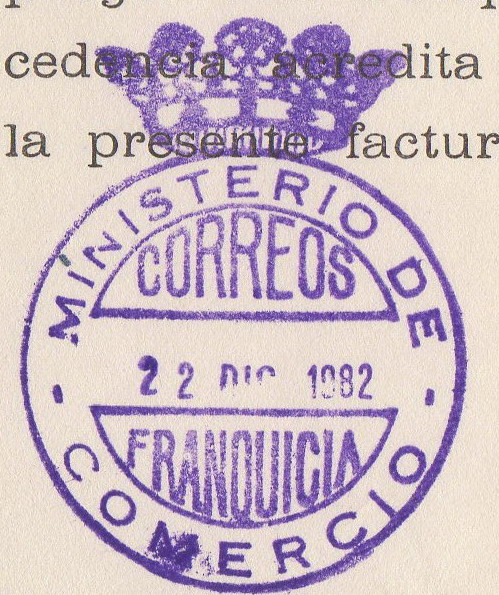 cedencia acredita
la presente factur
MINISTERIO DE
CORREOS
22 DIC 1982
FRANQUICIA
COMERCIO